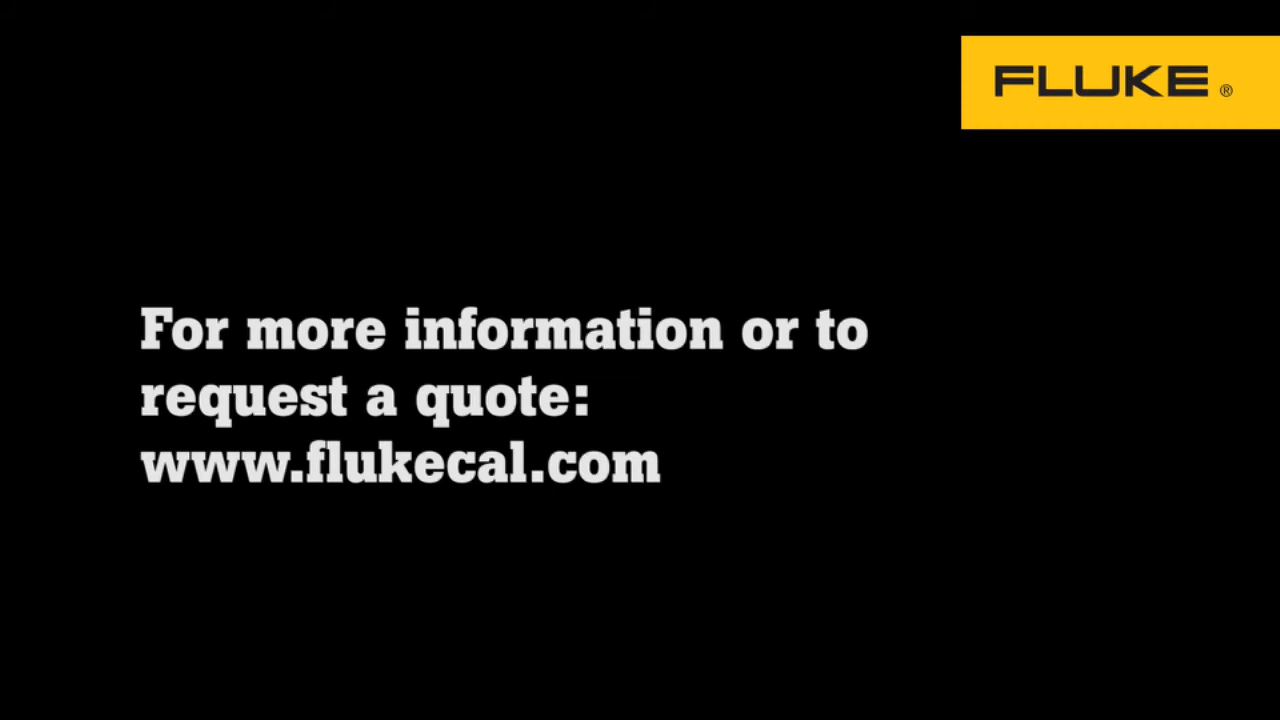 FLUKE ®
For more information or to
request a quote:
www.flukecal.com